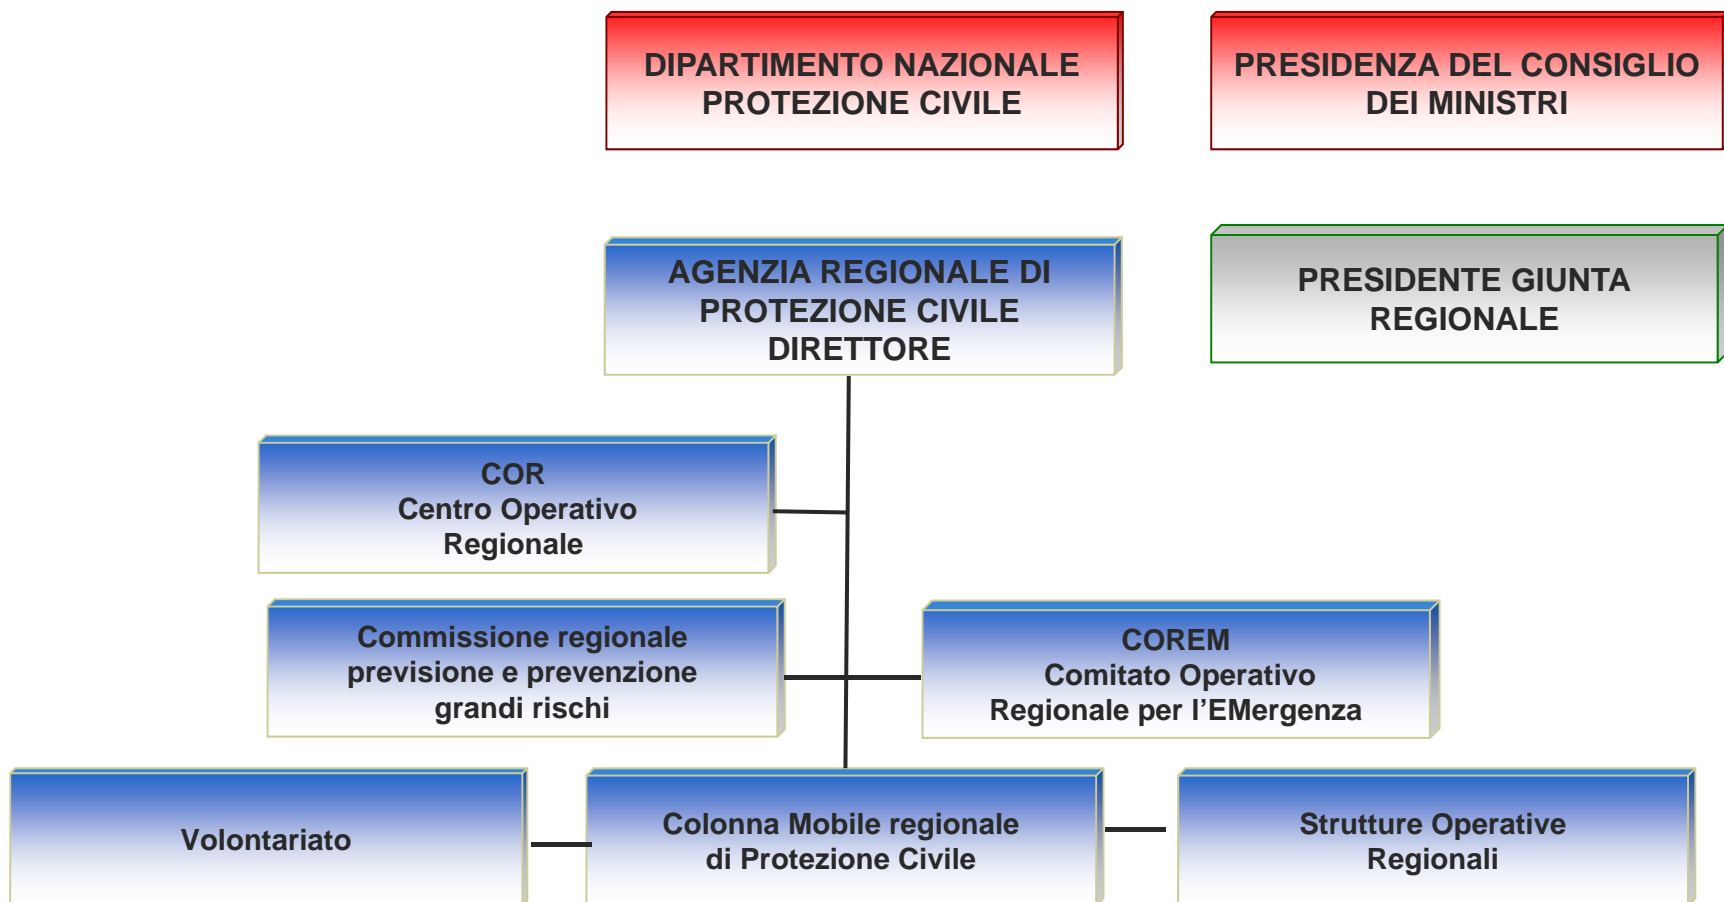 DIPARTIMENTO NAZIONALE
PROTEZIONE CIVILE
PRESIDENZA DEL CONSIGLIO
DEI MINISTRI
AGENZIA REGIONALE DI
PROTEZIONE CIVILE
DIRETTORE
PRESIDENTE GIUNTA
REGIONALE
COR
Centro Operativo
Regionale
Commissione regionale
previsione e prevenzione
grandi rischi
COREM
Comitato Operativo
Regionale per l’EMergenza
Volontariato
Colonna Mobile regionale
di Protezione Civile
Strutture Operative
Regionali